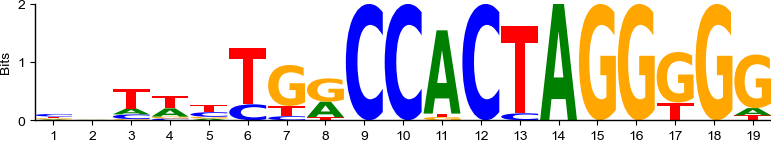 2
1
0
Bits
T T T T T G G C C A C T A G G G G G
A A C C T A T C T A
C C C
1 2 3 4 5 6 7 8 9 10 11 12 13 14 15 16 17 18 19